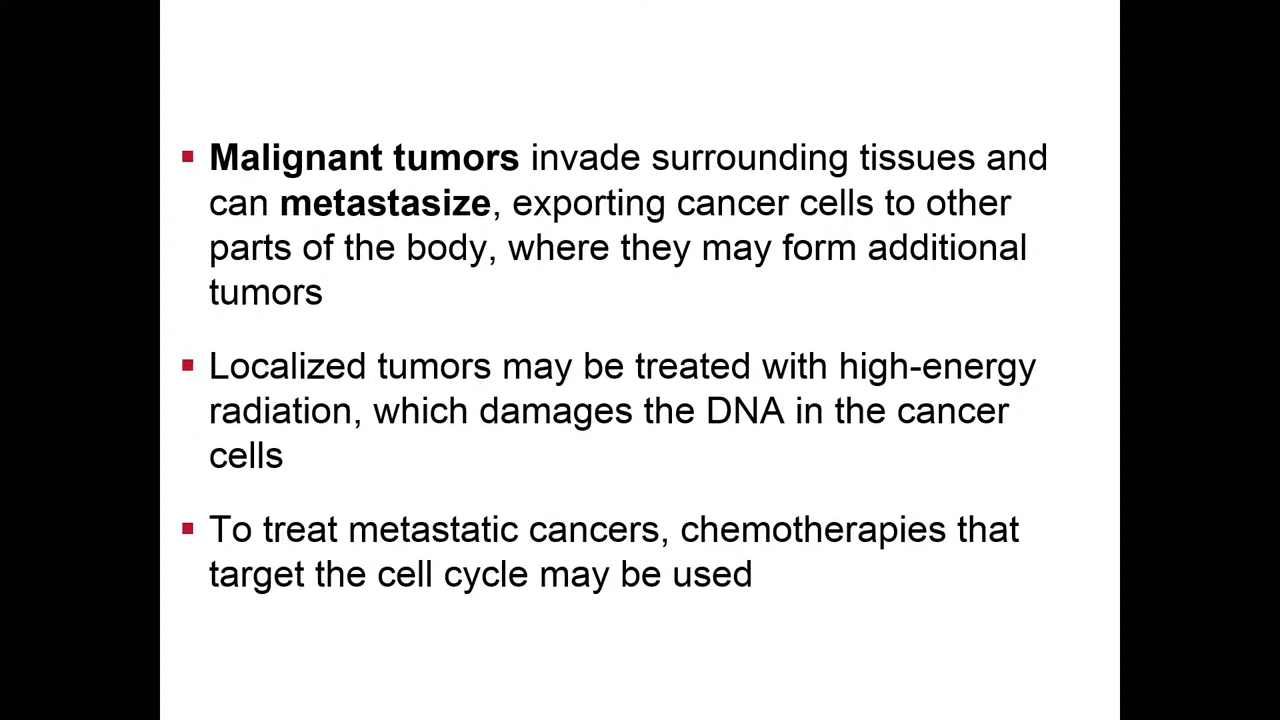 ▪ Malignant tumors invade surrounding tissues and
can metastasize, exporting cancer cells to other
parts of the body, where they may form additional
tumors
▪ Localized tumors may be treated with high-energy
radiation, which damages the DNA in the cancer
cells
▪ To treat metastatic cancers, chemotherapies that
target the cell cycle may be used